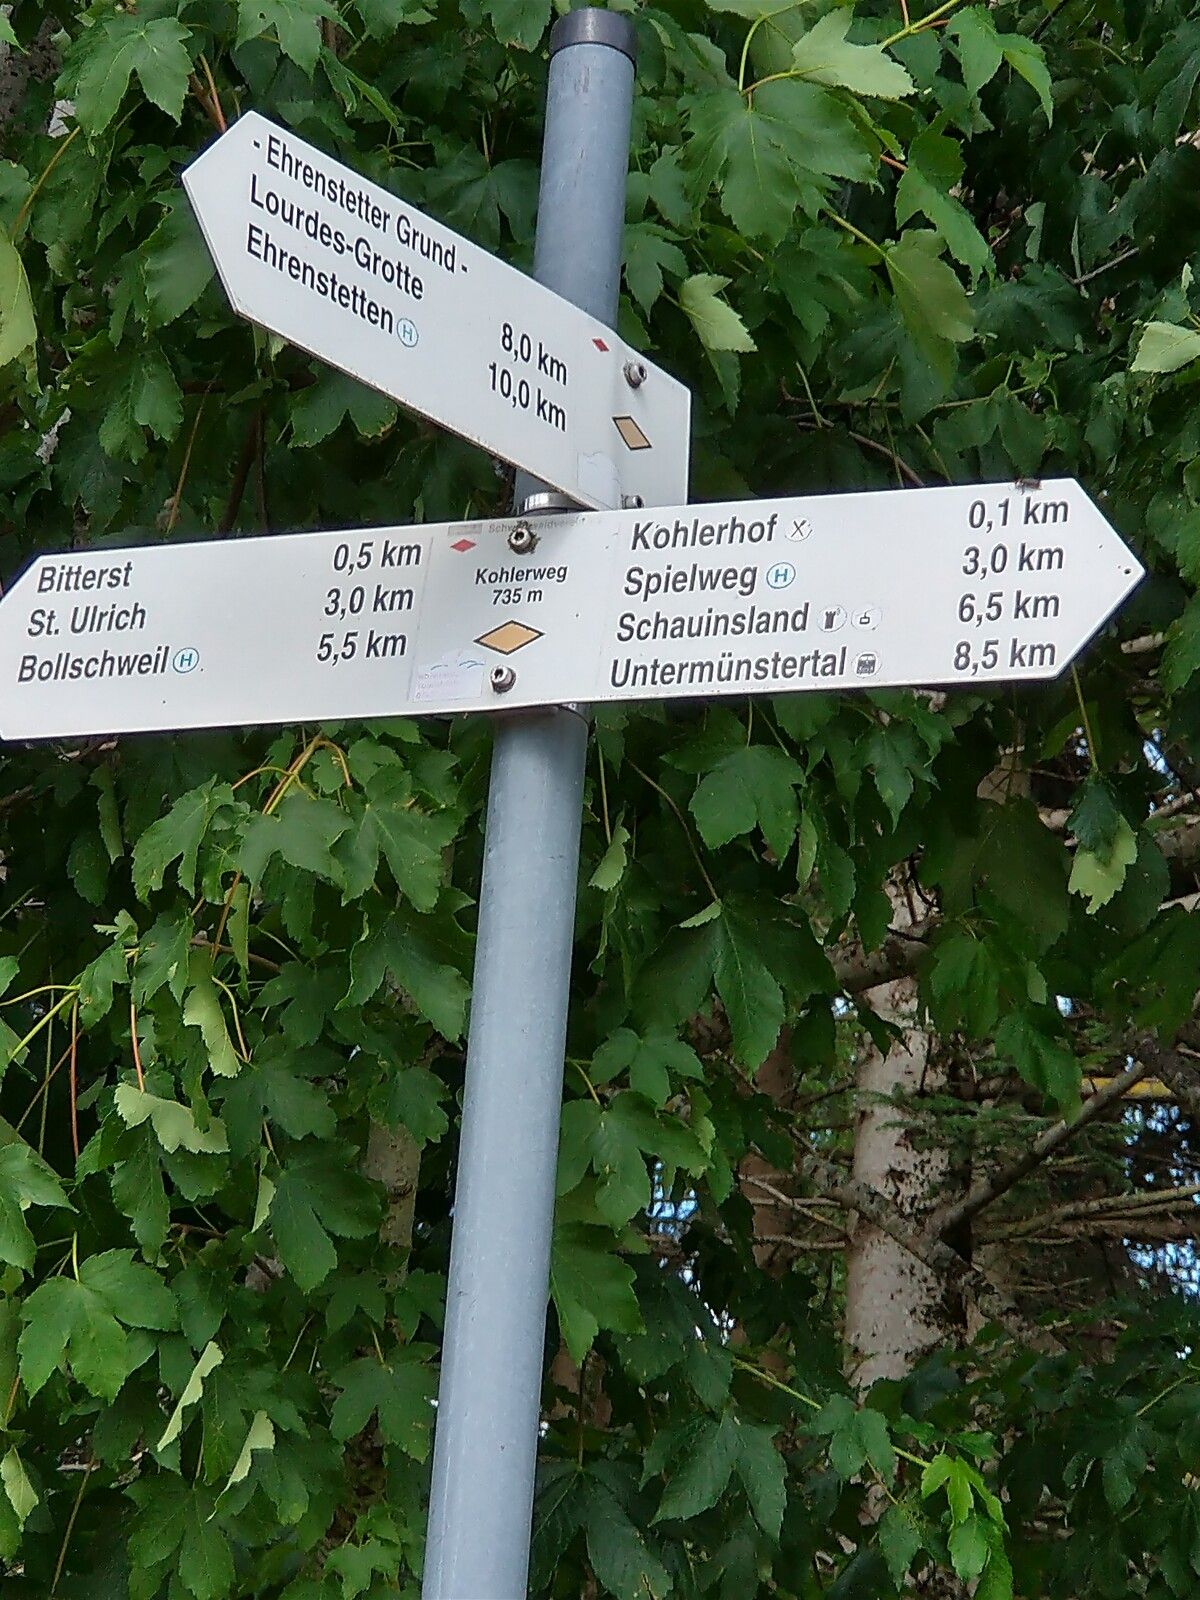 - Ehrenstetter Grund -
Lourdes-Grotte 8,0 km
Ehrenstetten H 10,0 km
Bitterst 0,5 km
St. Ulrich 3,0 km
Bollschweil H 5,5 km
Kohlerweg
735 m
Kohlerhof 0,1 km
Spielweg H 3,0 km
Schauinsland 6,5 km
Untermünstertal 8,5 km